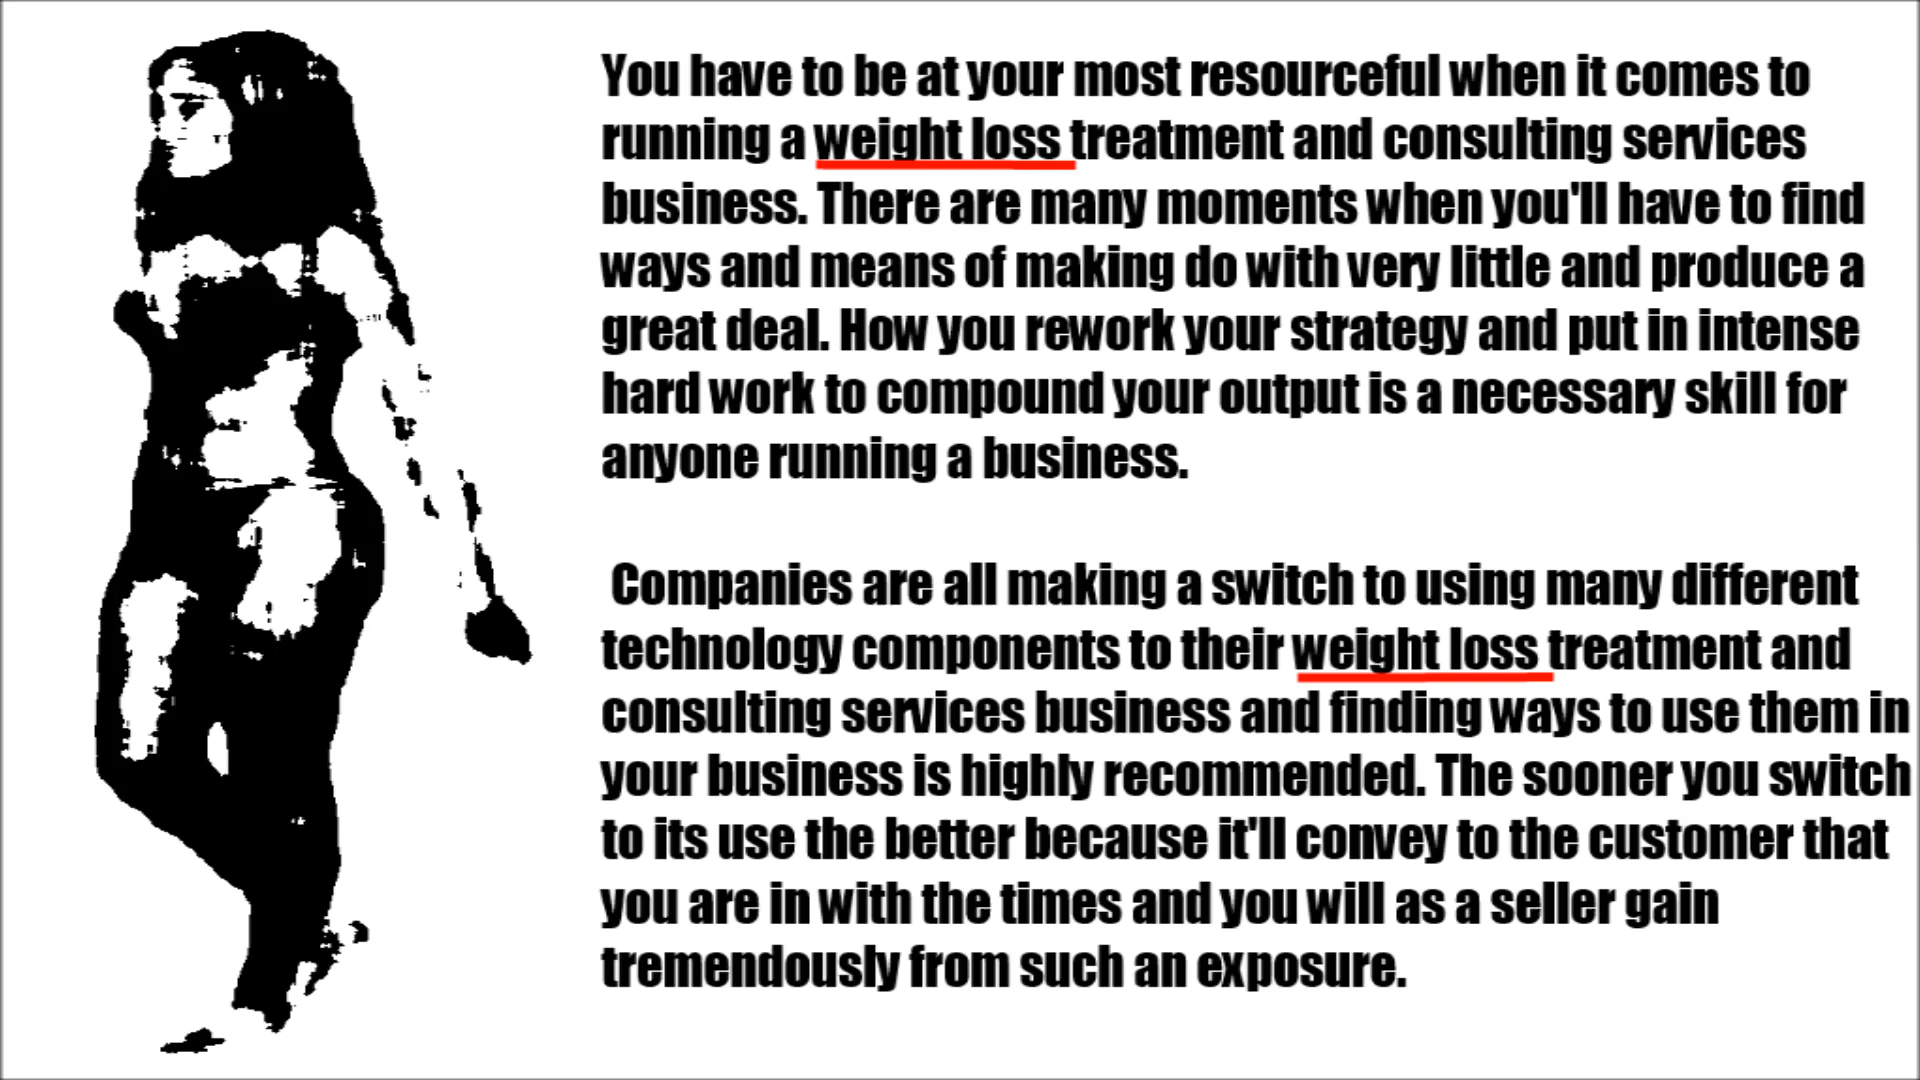 You have to be at your most resourceful when it comes to
running a weight loss treatment and consulting services
business. There are many moments when you'll have to find
ways and means of making do with very little and produce a
great deal. How you rework your strategy and put in intense
hard work to compound your output is a necessary skill for
anyone running a business.
Companies are all making a switch to using many different
technology components to their weight loss treatment and
consulting services business and finding ways to use them in
your business is highly recommended. The sooner you switch
to its use the better because it'll convey to the customer that
you are in with the times and you will as a seller gain
tremendously from such an exposure.